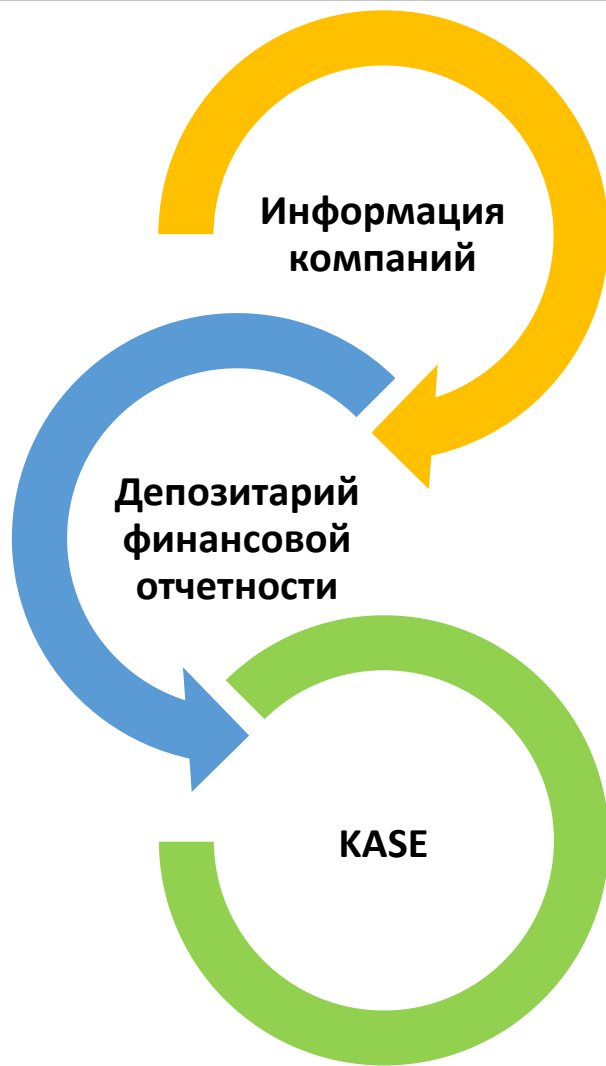 Информация
компаний
Депозитарий
финансовой
отчетности
KASE